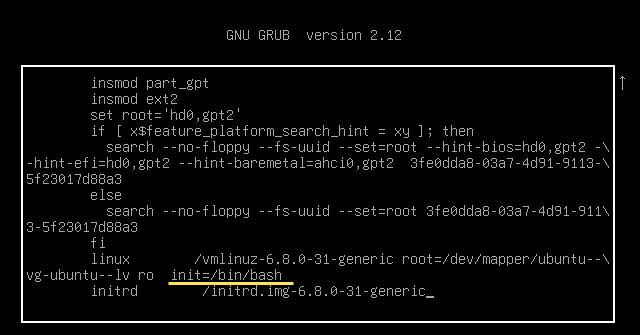 GNU GRUB  version 2.12
↑
insmod part_gpt
insmod ext2
set root='hd0,gpt2'
if [ x$feature_platform_search_hint = xy ]; then
search --no-floppy --fs-uuid --set=root --hint-bios=hd0,gpt2 -\
-hint-efi=hd0,gpt2 --hint-baremetal=ahci0,gpt2  3fe0dda8-03a7-4d91-9113-\
5f23017d88a3
else
search --no-floppy --fs-uuid --set=root 3fe0dda8-03a7-4d91-911\
3-5f23017d88a3
fi
linux        /vmlinuz-6.8.0-31-generic root=/dev/mapper/ubuntu--\
vg-ubuntu--lv ro  init=/bin/bash
initrd        /initrd.img-6.8.0-31-generic_